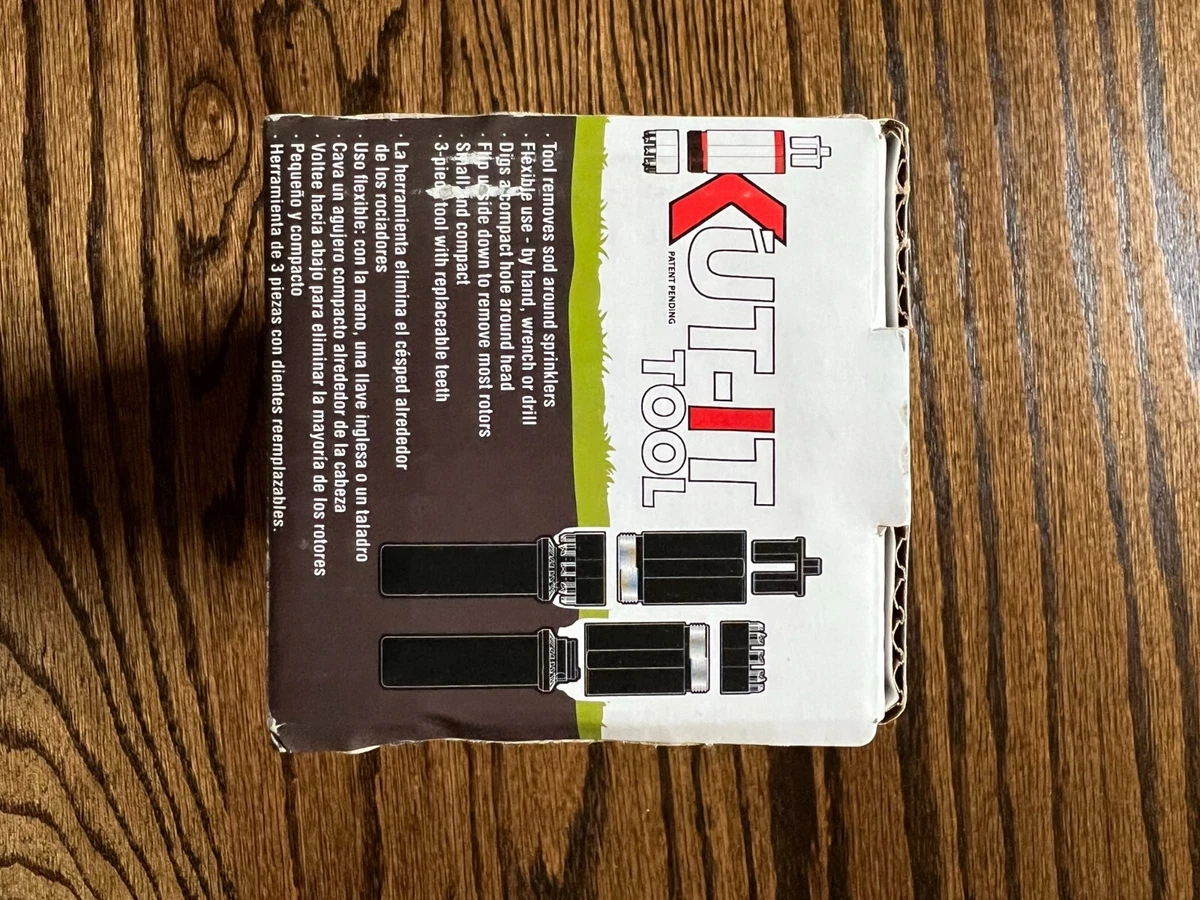 KUT-IT
TOOL
PATENT PENDING
· Tool removes sod around sprinklers
· Flexible use - by hand, wrench or drill
· Digs a compact hole around head
· Flip upside down to remove most rotors
· Small and compact
· 3-piece tool with replaceable teeth
· La herramienta elimina el césped alrededor
de los rociadores
· Uso flexible: con la mano, una llave inglesa o un taladro
· Cava un agujero compacto alrededor de la cabeza
· Voltee hacia abajo para eliminar la mayoría de los rotores
· Pequeño y compacto
· Herramienta de 3 piezas con dientes reemplazables.